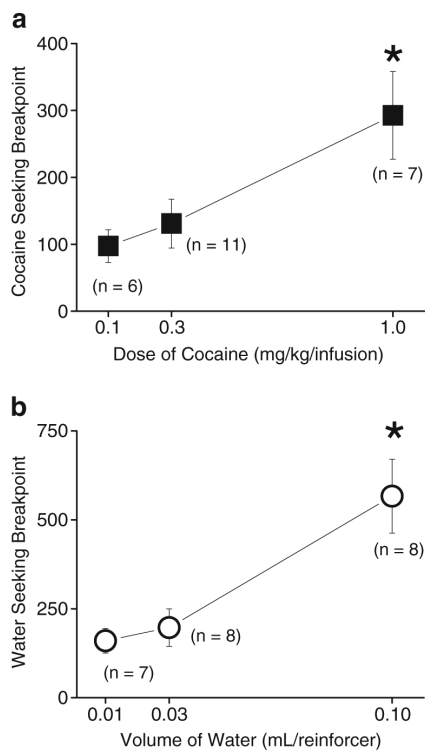 a
400
300
200
100
0
Cocaine Seeking Breakpoint
*
(n = 6)
(n = 11)
(n = 7)
0.1 0.3 1.0
Dose of Cocaine (mg/kg/infusion)
b
750
500
250
0
Water Seeking Breakpoint
*
(n = 7)
(n = 8)
(n = 8)
0.01 0.03 0.10
Volume of Water (mL/reinforcer)